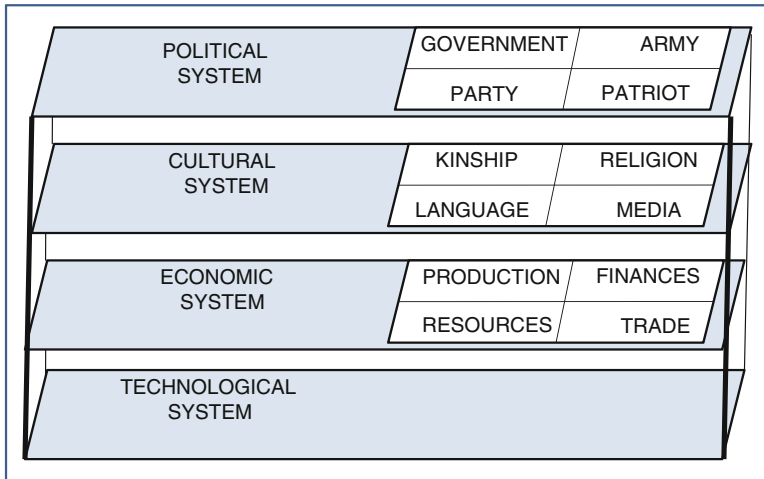 POLITICAL
SYSTEM
GOVERNMENT
ARMY
PARTY
PATRIOT
CULTURAL
SYSTEM
KINSHIP
RELIGION
LANGUAGE
MEDIA
ECONOMIC
SYSTEM
PRODUCTION
FINANCES
RESOURCES
TRADE
TECHNOLOGICAL
SYSTEM